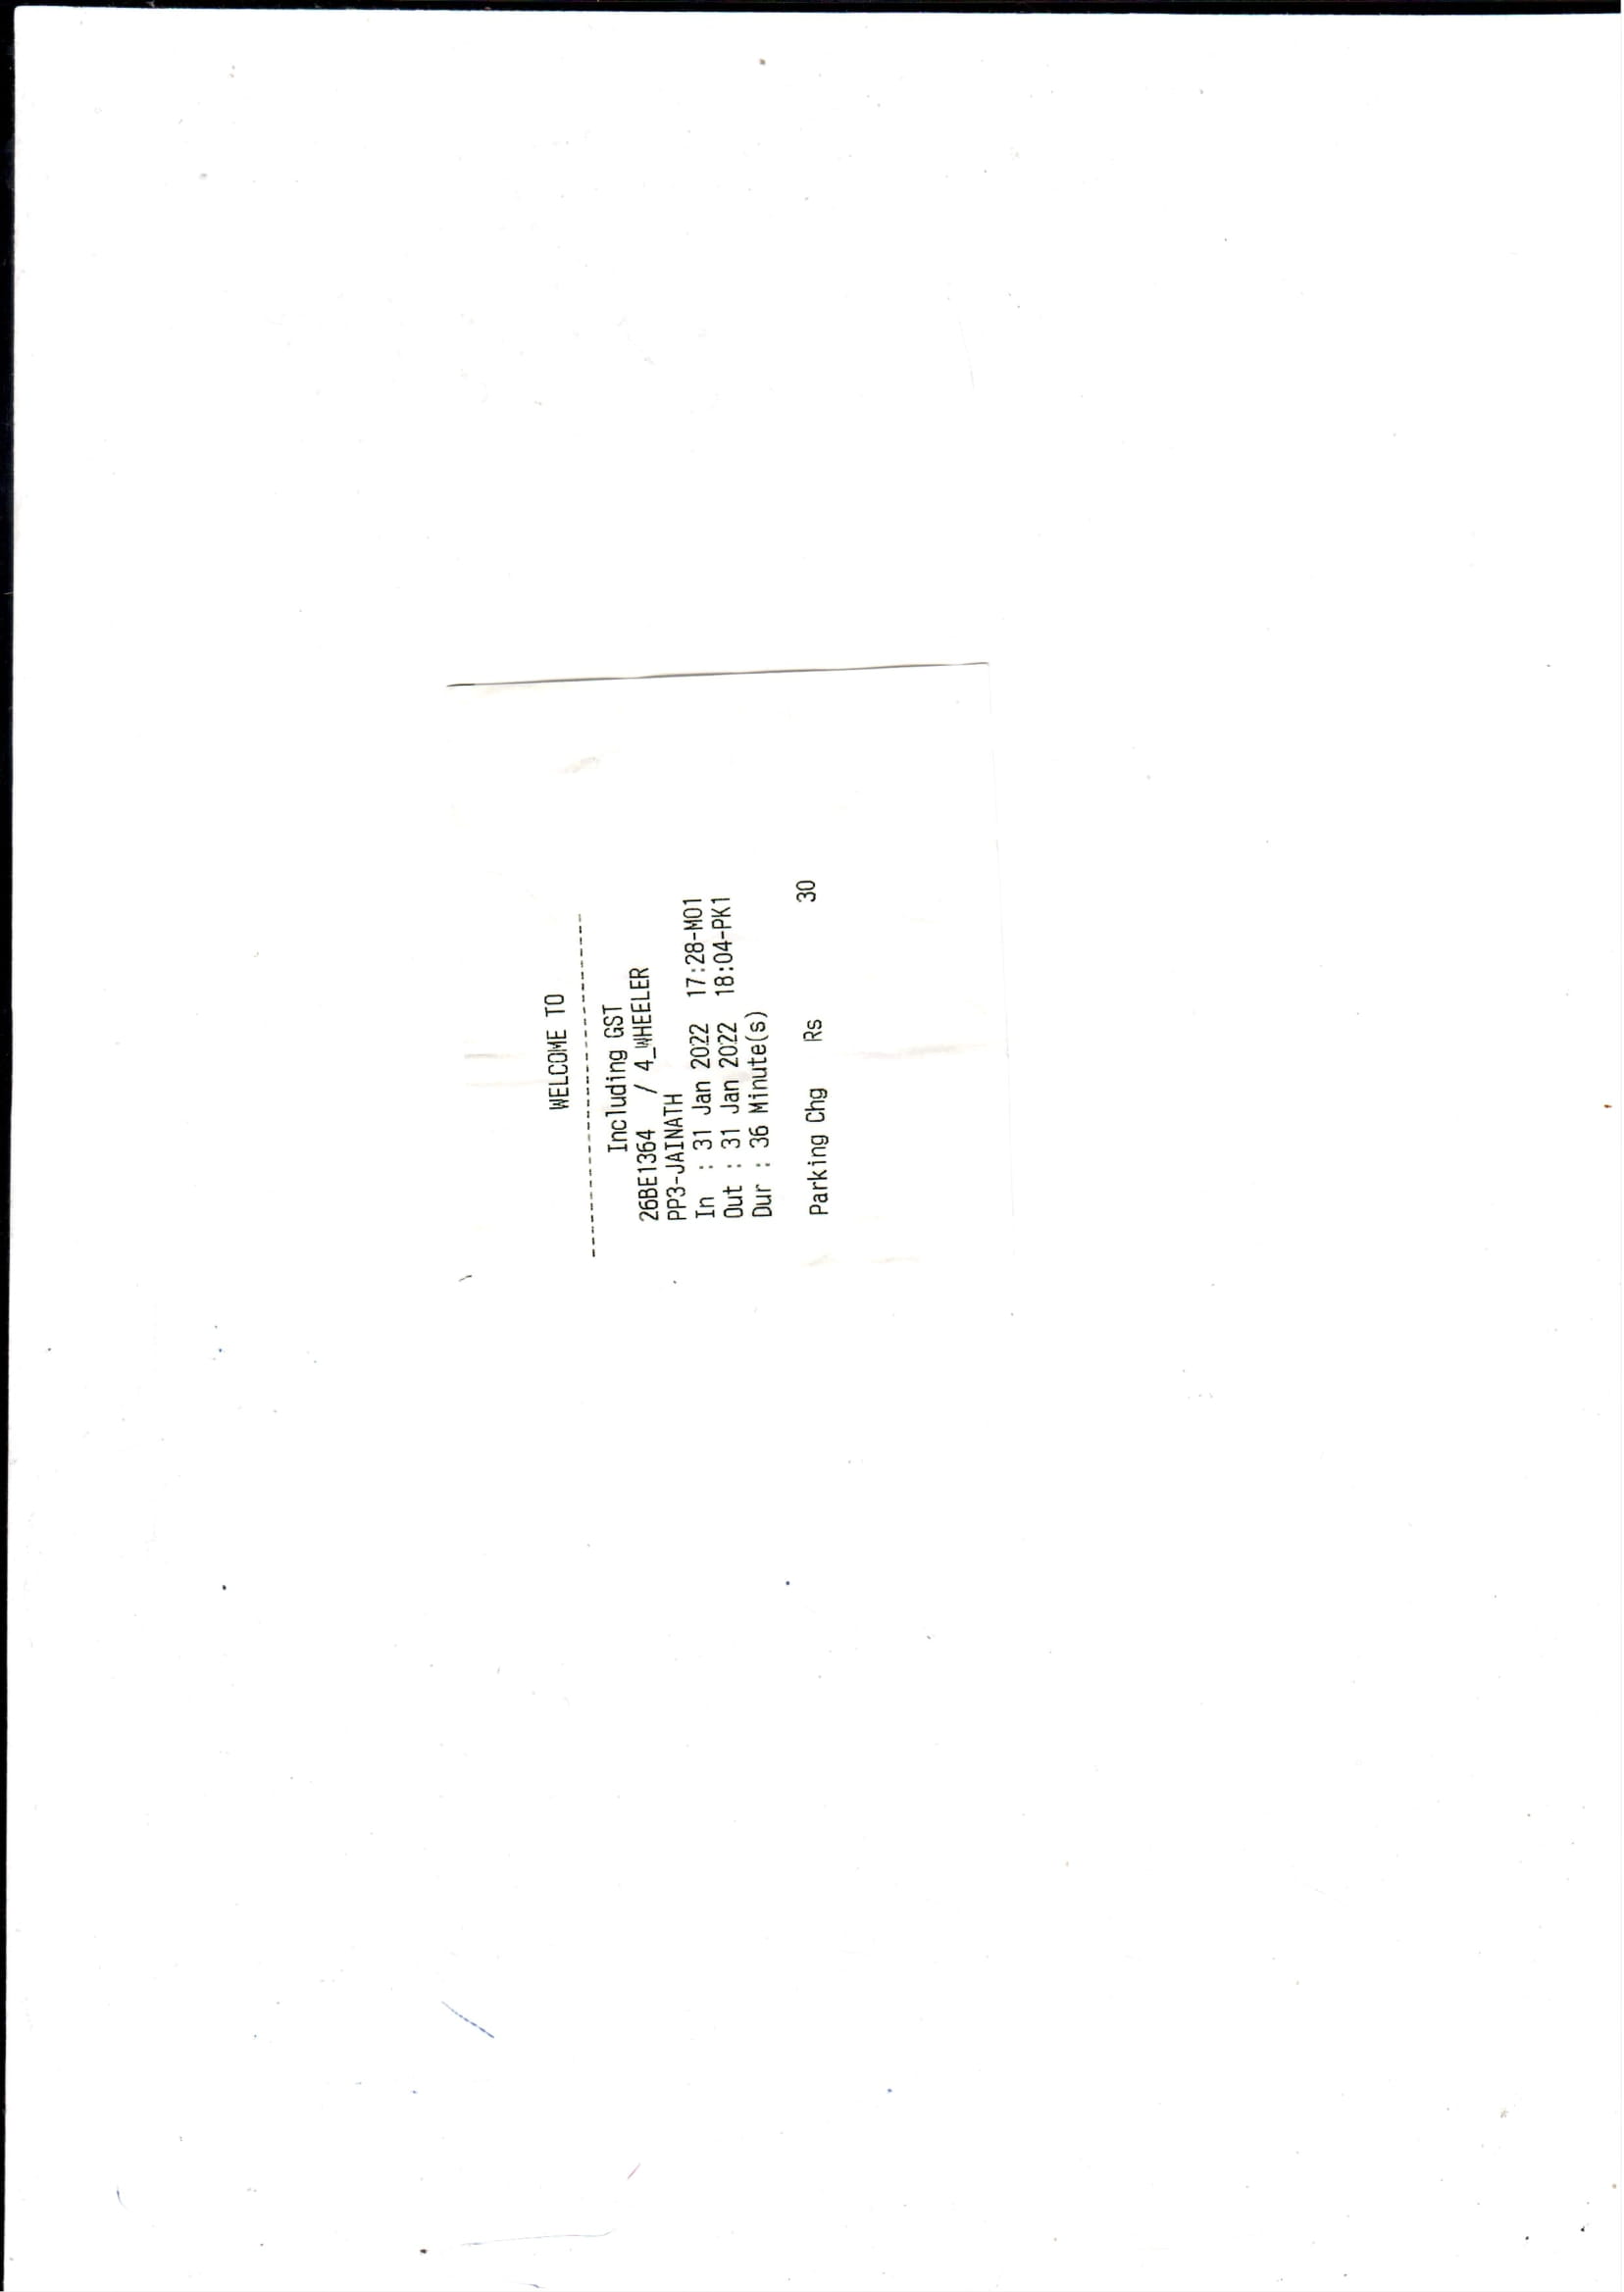 WELCOME TO
------------------------------
Including GST
26BE1364 / 4_WHEELER
PP3-JAINATH
In : 31 Jan 2022 17:28-M01
Out : 31 Jan 2022 18:04-PK1
Dur : 36 Minute(s)
Parking Chg Rs 30